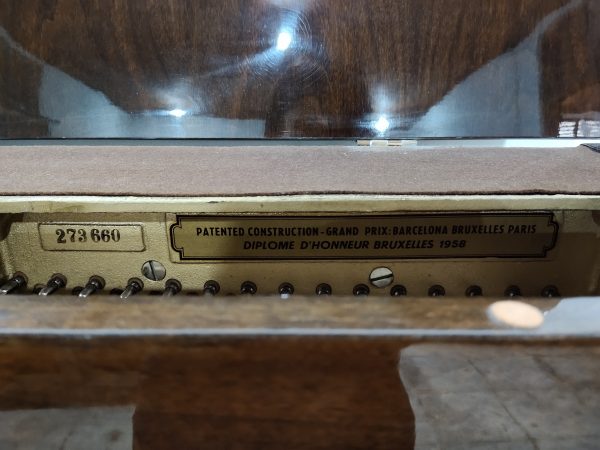 273660
PATENTED CONSTRUCTION-GRAND PRIX: BARCELONA BRUXELLES PARIS
DIPLOME D'HONNEUR BRUXELLES 1958